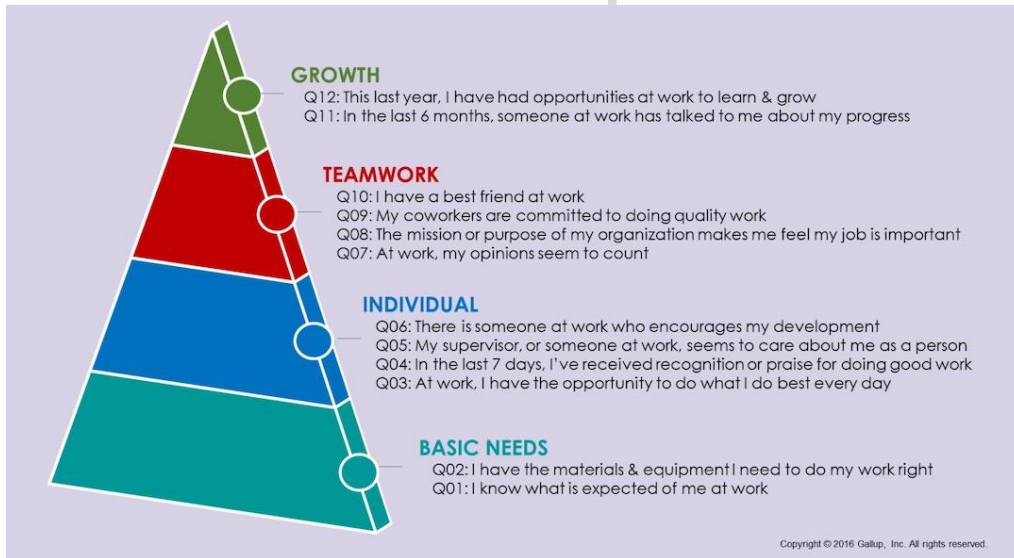 GROWTH
Q12: This last year, I have had opportunities at work to learn & grow
Q11: In the last 6 months, someone at work has talked to me about my progress
TEAMWORK
Q10: I have a best friend at work
Q09: My coworkers are committed to doing quality work
Q08: The mission or purpose of my organization makes me feel my job is important
Q07: At work, my opinions seem to count
INDIVIDUAL
Q06: There is someone at work who encourages my development
Q05: My supervisor, or someone at work, seems to care about me as a person
Q04: In the last 7 days, I've received recognition or praise for doing good work
Q03: At work, I have the opportunity to do what I do best every day
BASIC NEEDS
Q02: I have the materials & equipment I need to do my work right
Q01: I know what is expected of me at work
Copyright © 2016 Gallup, Inc. All rights reserved.